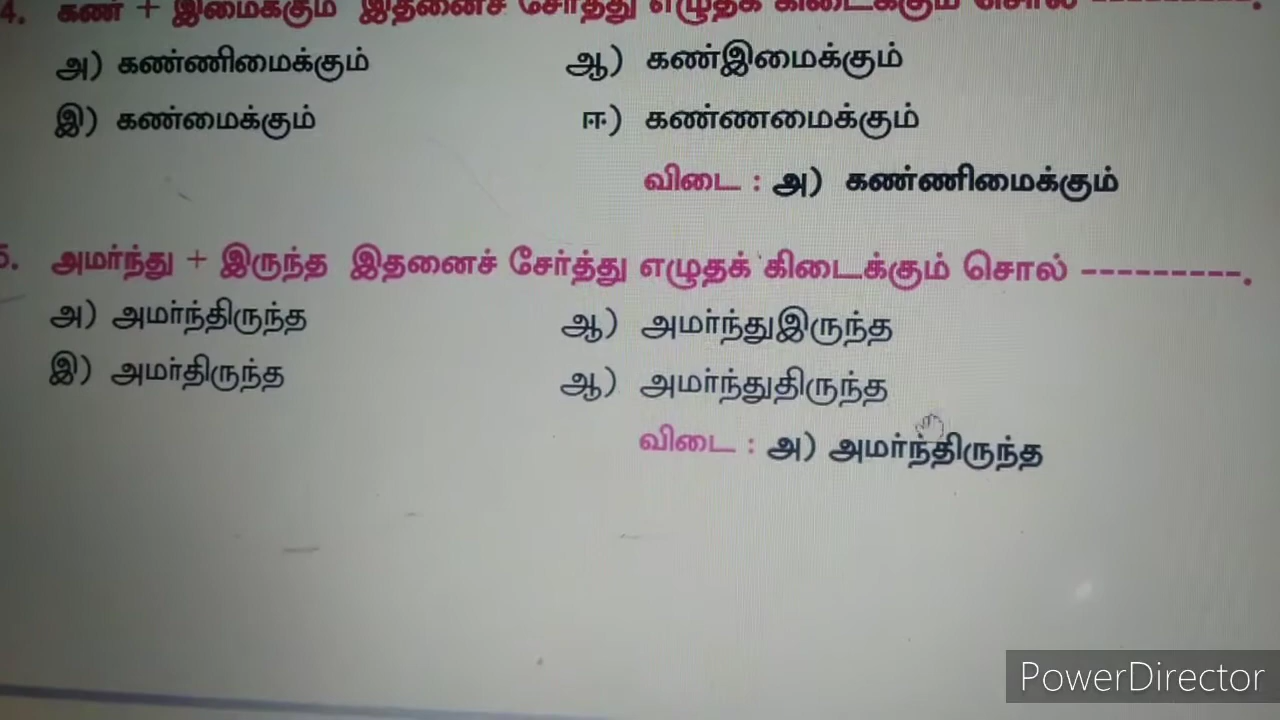 4. கண் + இமைக்கும் இதனைச் சேர்த்து எழுதக் கிடைக்கும் சொல் ----------.
அ) கண்ணிமைக்கும் ஆ) கண்இமைக்கும்
இ) கண்மைக்கும் ஈ) கண்ணமைக்கும்
விடை : அ) கண்ணிமைக்கும்
5. அமர்ந்து + இருந்த இதனைச் சேர்த்து எழுதக் கிடைக்கும் சொல் ----------.
அ) அமர்ந்திருந்த ஆ) அமர்ந்துஇருந்த
இ) அமர்திருந்த ஆ) அமர்ந்துதிருந்த
விடை : அ) அமர்ந்திருந்த
PowerDirector